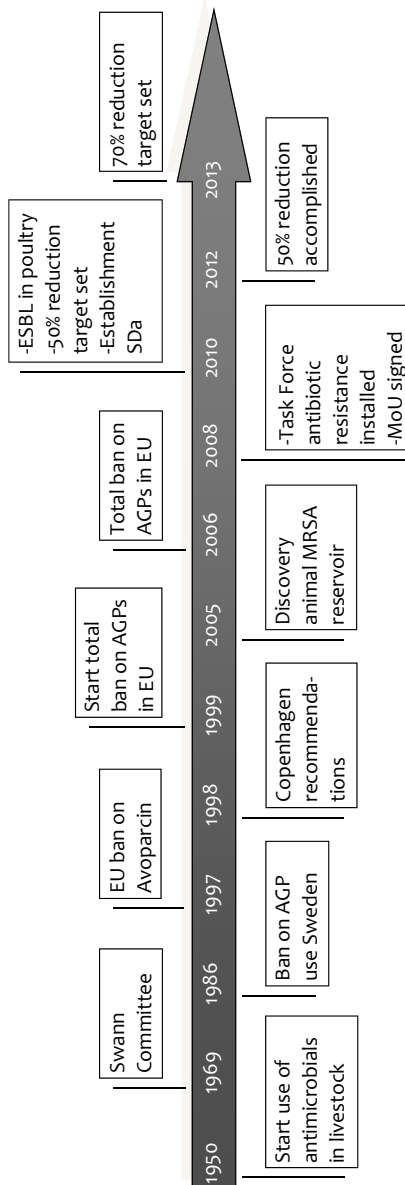 Swann
Committee
EU ban on
Avoparcin
Start total
ban on AGPs
in EU
Total ban on
AGPs in EU
-ESBL in poultry
-50% reduction
target set
-Establishment
SDa
70% reduction
target set
1950
1969
1986
1997
1998
1999
2005
2006
2008
2010
2012
2013
Start use of
antimicrobials
in livestock
Ban on AGP
use Sweden
Copenhagen
recommenda-
tions
Discovery
animal MRSA
reservoir
-Task Force
antibiotic
resistance
installed
-MoU signed
50% reduction
accomplished